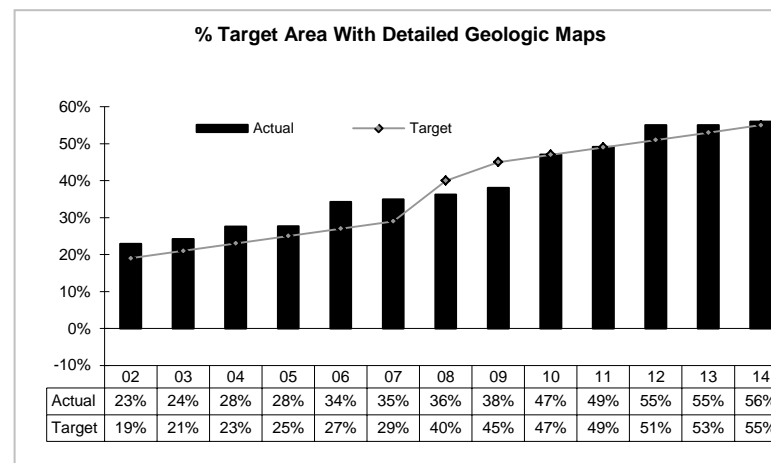 % Target Area With Detailed Geologic Maps
60%
Actual Target
50%
40%
30%
20%
10%
0%
-10%
02 03 04 05 06 07 08 09 10 11 12 13 14
Actual 23% 24% 28% 28% 34% 35% 36% 38% 47% 49% 55% 55% 56%
Target 19% 21% 23% 25% 27% 29% 40% 45% 47% 49% 51% 53% 55%